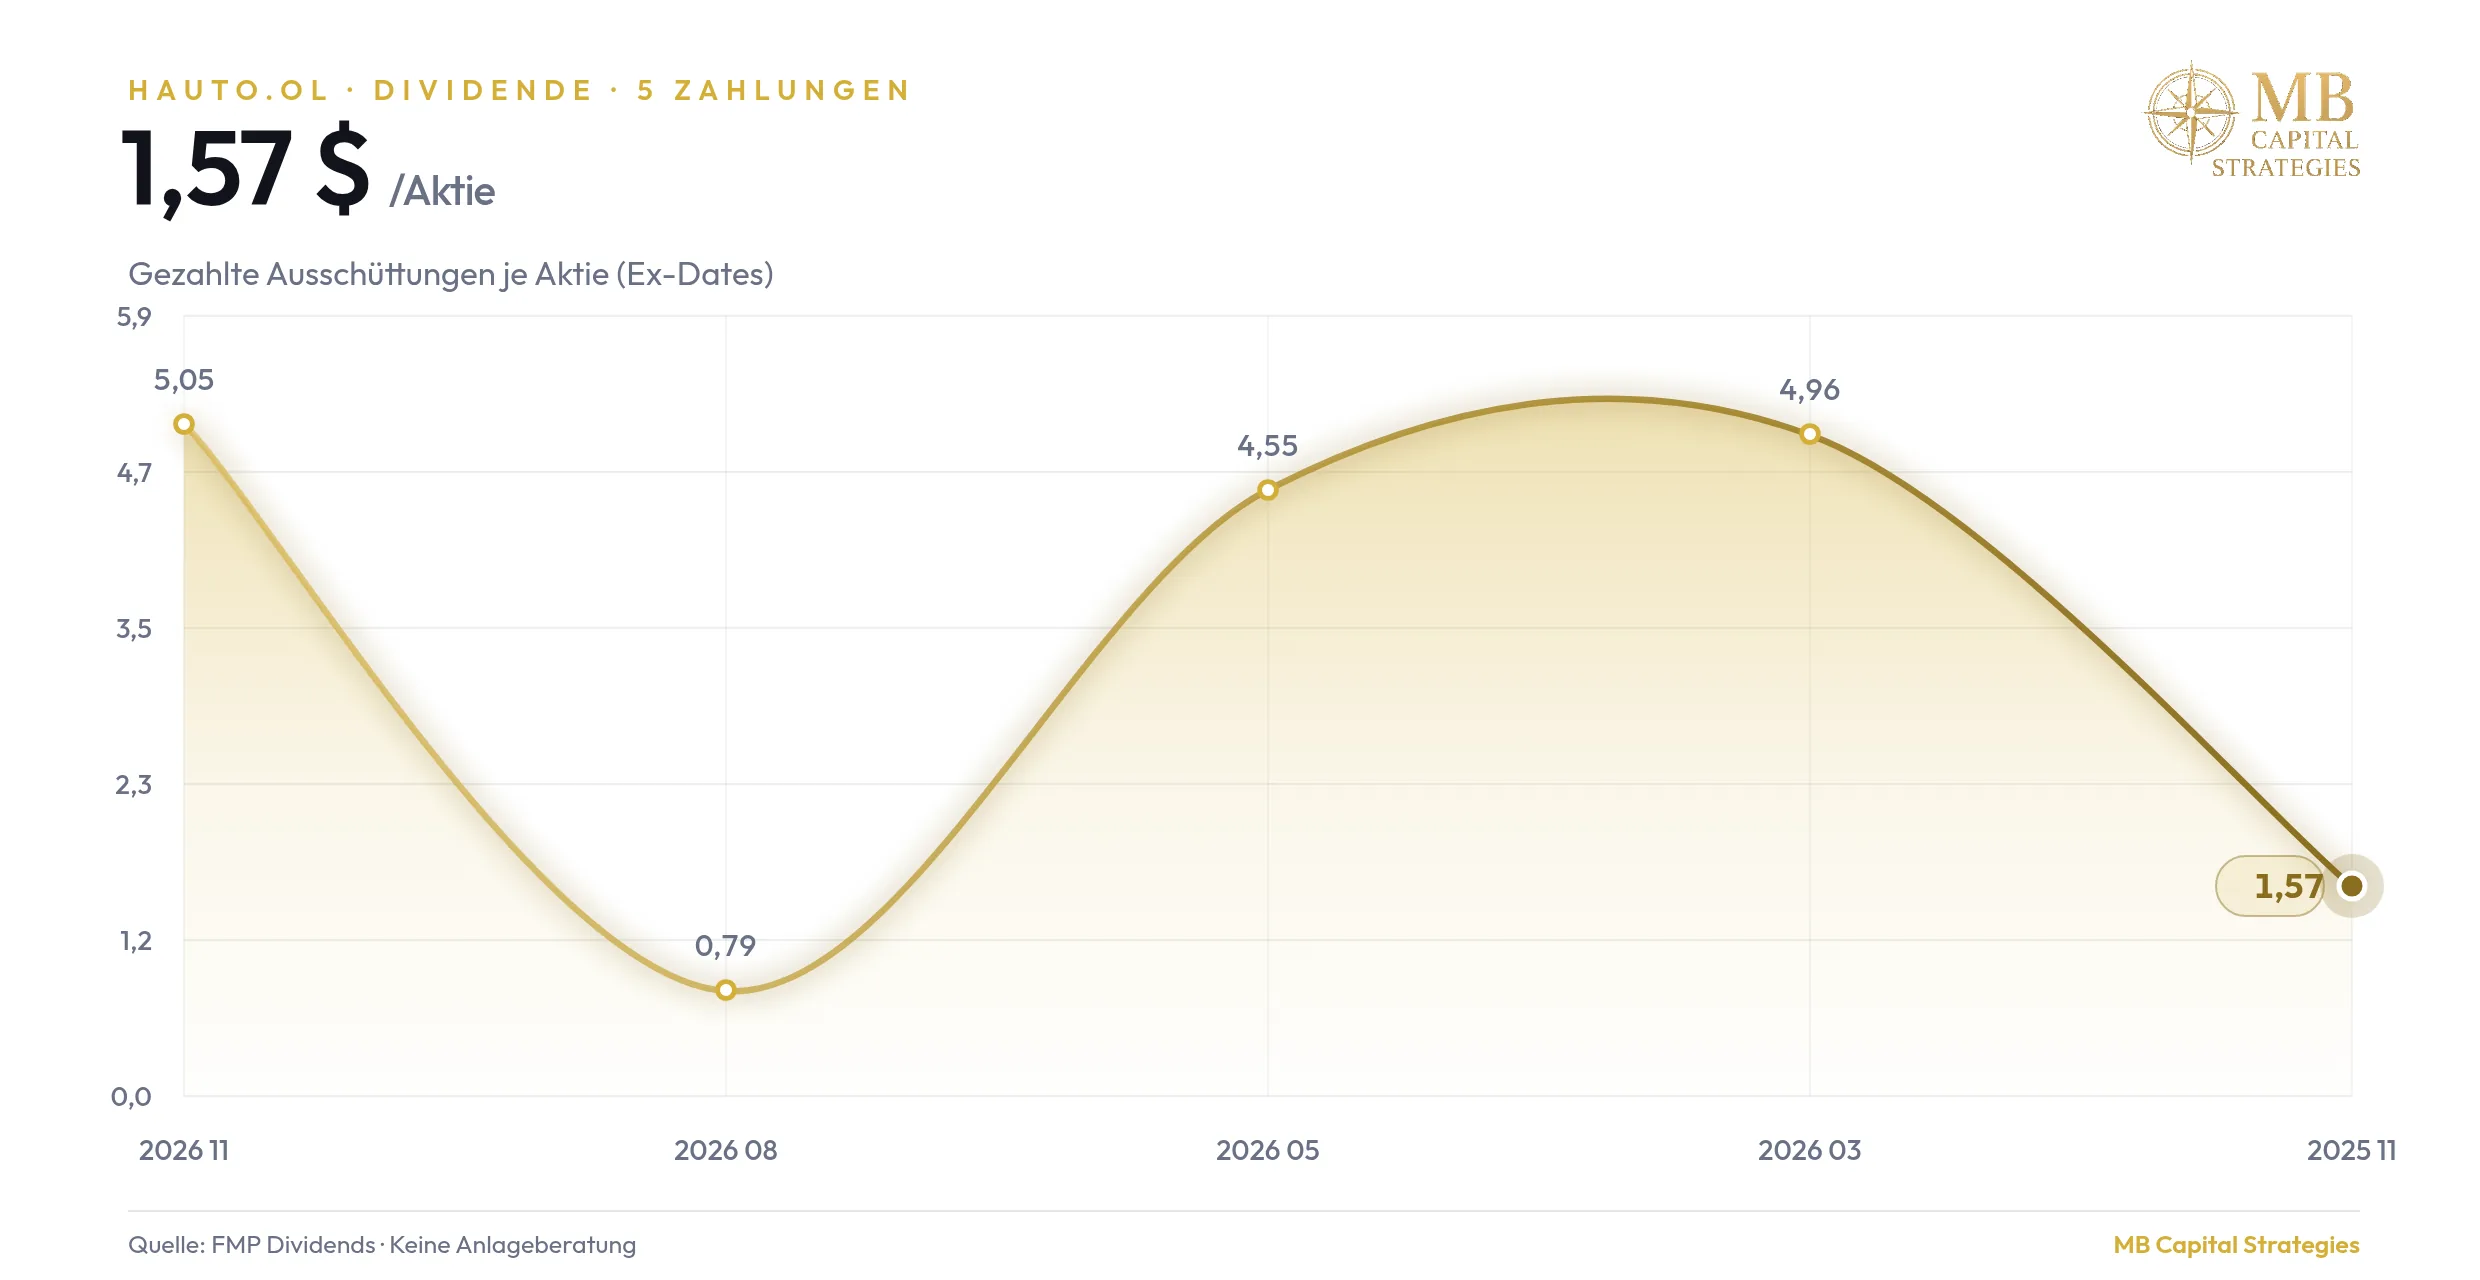 HAUTO.OL · DIVIDENDE · 5 ZAHLUNGEN
1,57 $ /Aktie
Gezahlte Ausschüttungen je Aktie (Ex-Dates)
MB
CAPITAL
STRATEGIES
5,9
4,7
3,5
2,3
1,2
0,0
5,05
0,79
4,55
4,96
1,57
2026 11
2026 08
2026 05
2026 03
2025 11
Quelle: FMP Dividends · Keine Anlageberatung
MB Capital Strategies